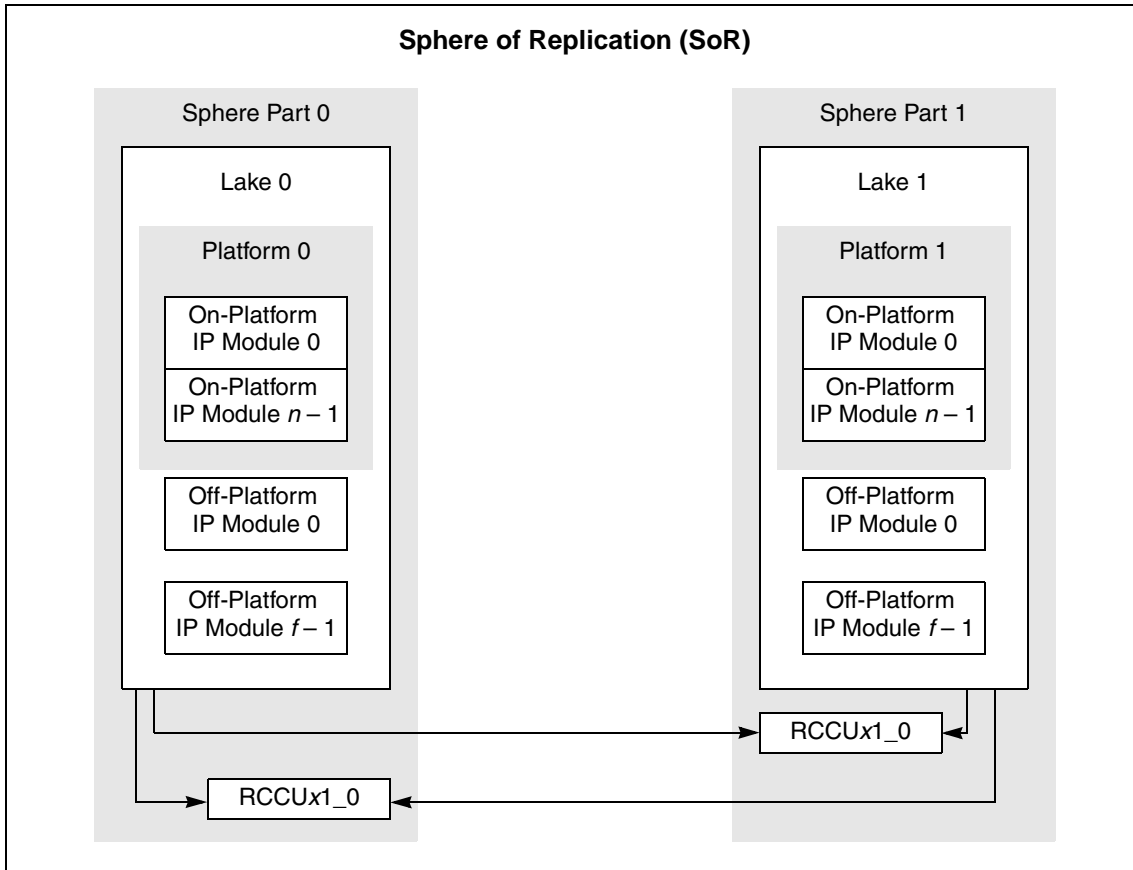 Sphere of Replication (SoR)
Sphere Part 0
Lake 0
Platform 0
On-Platform
IP Module 0
On-Platform
IP Module n – 1
Off-Platform
IP Module 0
Off-Platform
IP Module f – 1
RCCUx1_0
Sphere Part 1
Lake 1
Platform 1
On-Platform
IP Module 0
On-Platform
IP Module n – 1
Off-Platform
IP Module 0
Off-Platform
IP Module f – 1
RCCUx1_0